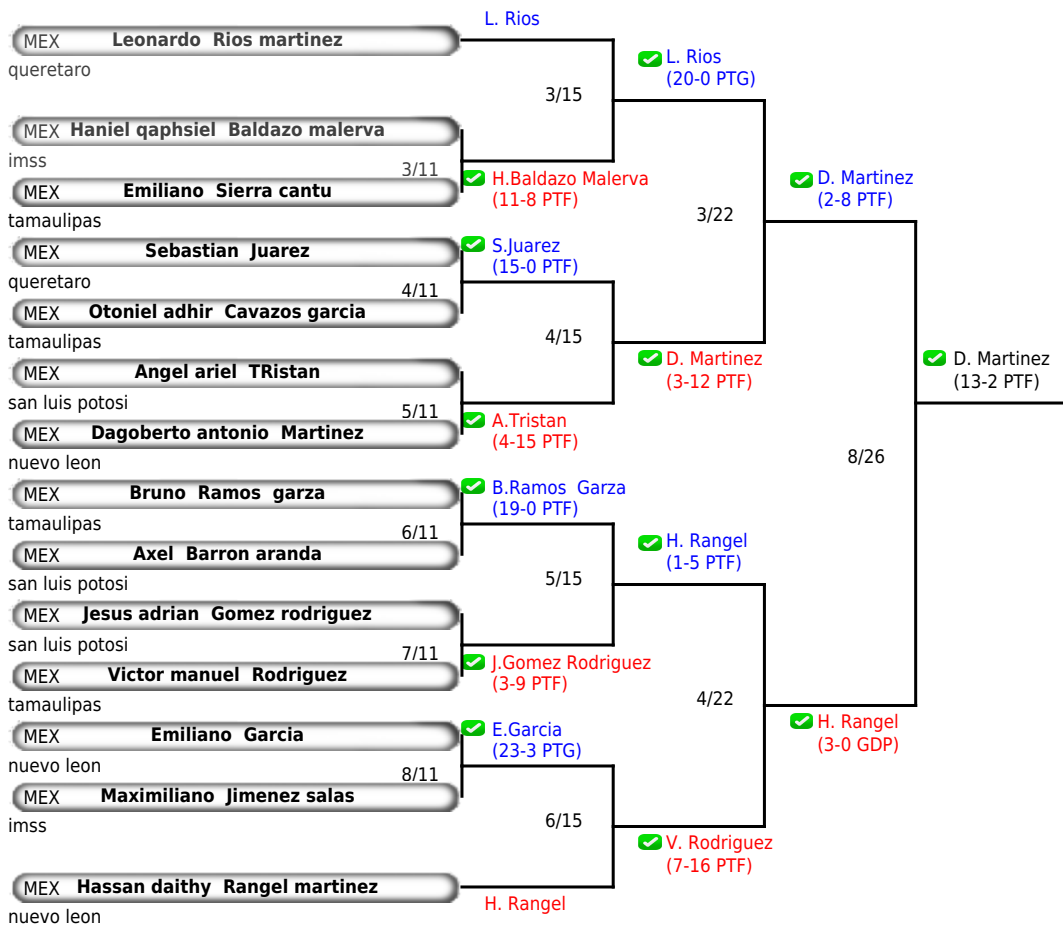 L. Rios
MEX Leonardo Rios martinez
queretaro
L. Rios
(20-0 PTG)
3/15
MEX Haniel qaphsiel Baldazo malerva
imss
3/11
H.Baldazo Malerva
(11-8 PTF)
MEX Emiliano Sierra cantu
tamaulipas
D. Martinez
(2-8 PTF)
3/22
MEX Sebastian Juarez
queretaro
S.Juarez
(15-0 PTF)
4/11
MEX Otoniel adhir Cavazos garcia
tamaulipas
4/15
MEX Angel ariel TRistan
san luis potosi
D. Martinez
(3-12 PTF)
D. Martinez
(13-2 PTF)
5/11
A.Tristan
(4-15 PTF)
MEX Dagoberto antonio Martinez
nuevo leon
8/26
MEX Bruno Ramos garza
tamaulipas
B.Ramos Garza
(19-0 PTF)
6/11
MEX Axel Barron aranda
san luis potosi
H. Rangel
(1-5 PTF)
5/15
MEX Jesus adrian Gomez rodriguez
san luis potosi
7/11
J.Gomez Rodriguez
(3-9 PTF)
MEX Victor manuel Rodriguez
tamaulipas
4/22
H. Rangel
(3-0 GDP)
MEX Emiliano Garcia
nuevo leon
E.Garcia
(23-3 PTG)
8/11
MEX Maximiliano Jimenez salas
imss
6/15
V. Rodriguez
(7-16 PTF)
MEX Hassan daithy Rangel martinez
nuevo leon
H. Rangel